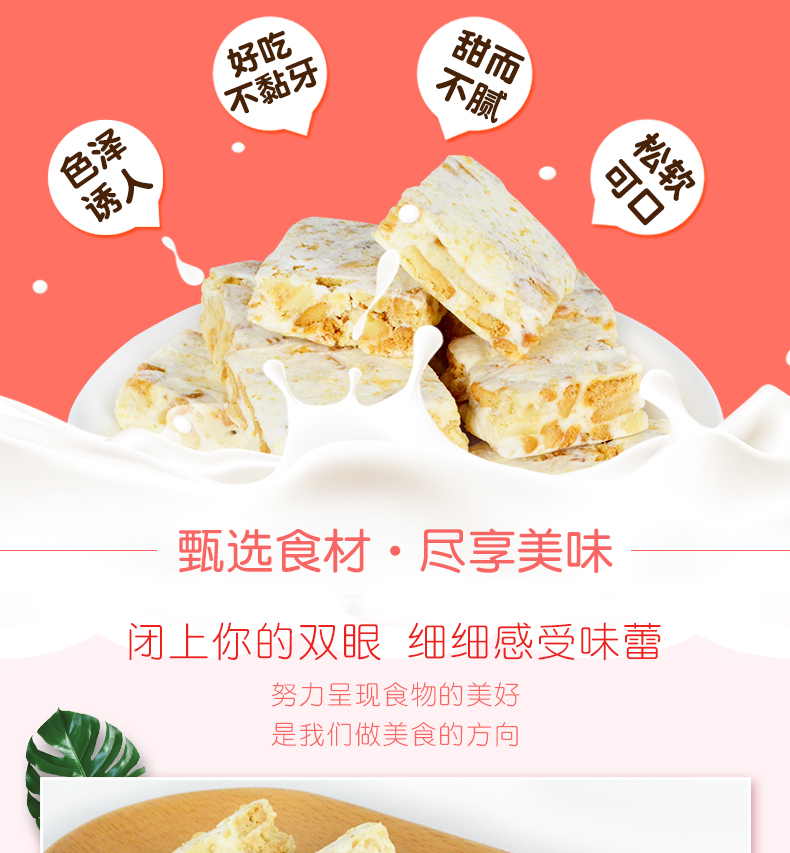 好吃
不黏牙
甜而
不腻
色泽
诱人
松软
可口
甄选食材·尽享美味
闭上你的双眼 细细感受味蕾
努力呈现食物的美好
是我们做美食的方向